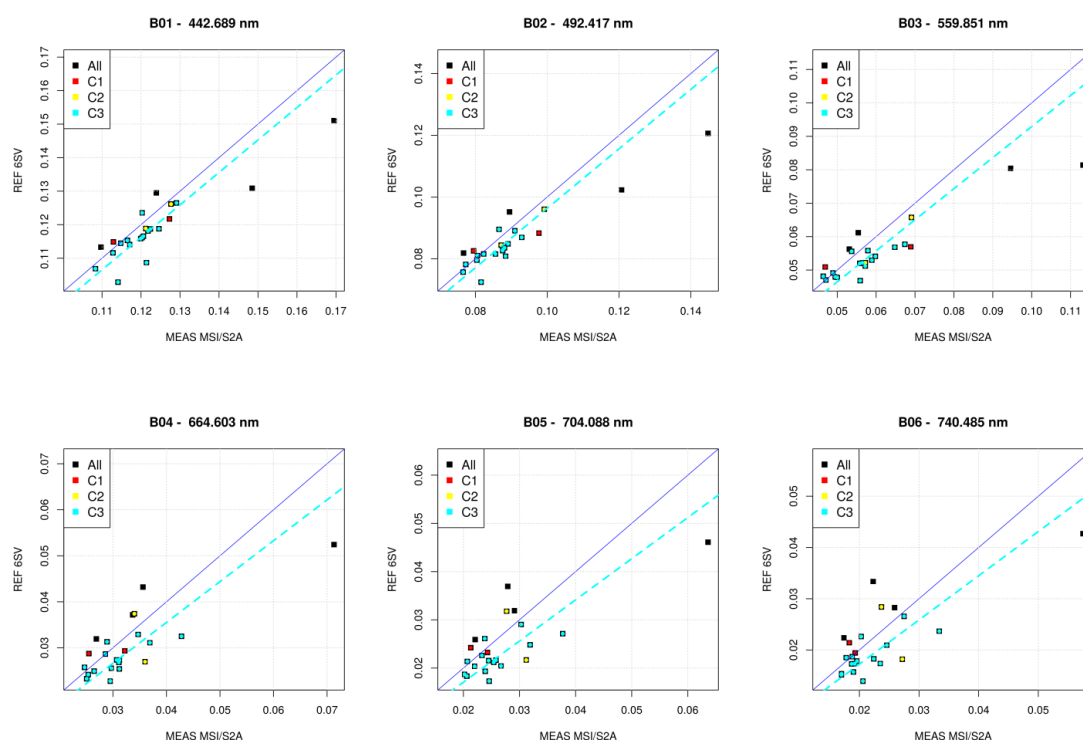 B01 - 442.689 nm
REF 6SV
0.11 0.12 0.13 0.15 0.16 0.17
All
C1
C2
C3
0.11 0.12 0.13 0.14 0.15 0.16 0.17
MEAS MSI/S2A
B02 - 492.417 nm
REF 6SV
0.08 0.10 0.12 0.14
All
C1
C2
C3
0.08 0.10 0.12 0.14
MEAS MSI/S2A
B03 - 559.851 nm
REF 6SV
0.05 0.06 0.07 0.08 0.09 0.10 0.11
All
C1
C2
C3
0.05 0.06 0.07 0.08 0.09 0.10 0.11
MEAS MSI/S2A
B04 - 664.603 nm
REF 6SV
0.03 0.04 0.05 0.06 0.07
All
C1
C2
C3
0.03 0.04 0.05 0.06 0.07
MEAS MSI/S2A
B05 - 704.088 nm
REF 6SV
0.02 0.03 0.04 0.05 0.06
All
C1
C2
C3
0.02 0.03 0.04 0.05 0.06
MEAS MSI/S2A
B06 - 740.485 nm
REF 6SV
0.02 0.03 0.04 0.05
All
C1
C2
C3
0.02 0.03 0.04 0.05
MEAS MSI/S2A